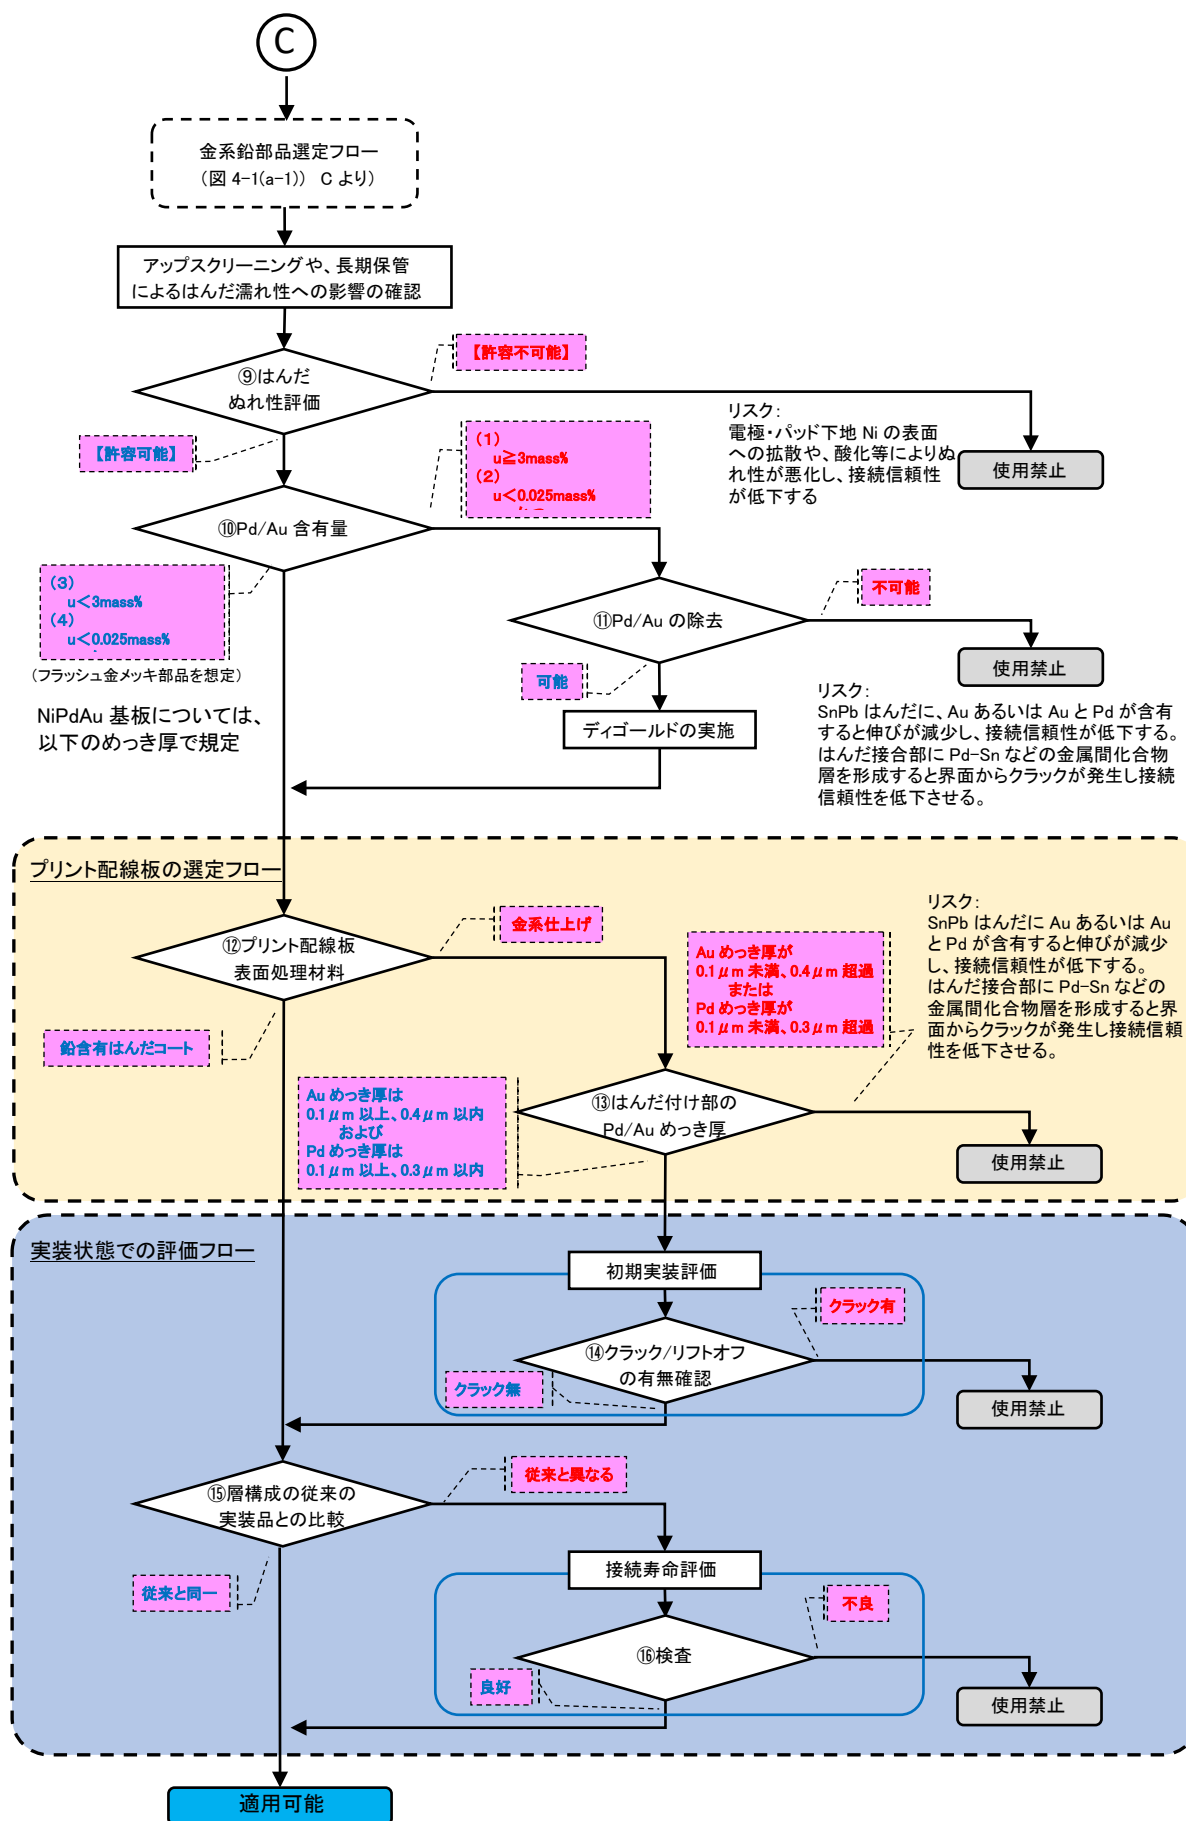 C
金系鉛部品選定フロー
（図 4-1(a-1)） C より）
アップスクリーニングや、長期保管
によるはんだ濡れ性への影響の確認
【許容不可能】
⑨はんだ
ぬれ性評価
【許容可能】
リスク：
電極・パッド下地 Ni の表面
への拡散や、酸化等によりぬ
れ性が悪化し、接続信頼性
が低下する
使用禁止
（1）
u≧3mass%
（2）
u＜0.025mass%
⑩Pd/Au 含有量
（3）
u＜3mass%
（4）
u＜0.025mass%
（フラッシュ金メッキ部品を想定）
不可能
⑪Pd/Au の除去
可能
使用禁止
NiPdAu 基板については、
以下のめっき厚で規定
ディゴールドの実施
リスク：
SnPb はんだに、Au あるいは Au と Pd が含有
すると伸びが減少し、接続信頼性が低下する。
はんだ接合部に Pd-Sn などの金属間化合物
層を形成すると界面からクラックが発生し接続
信頼性を低下させる。
プリント配線板の選定フロー
金系仕上げ
⑫プリント配線板
表面処理材料
鉛含有はんだコート
Au めっき厚が
0.1μm 未満、0.4μm 超過
または
Pd めっき厚が
0.1μm 未満、0.3μm 超過
リスク：
SnPb はんだに Au あるいは Au
と Pd が含有すると伸びが減少
し、接続信頼性が低下する。
はんだ接合部に Pd-Sn などの
金属間化合物層を形成すると界
面からクラックが発生し接続信頼
性を低下させる。
Au めっき厚は
0.1μm 以上、0.4μm 以内
および
Pd めっき厚は
0.1μm 以上、0.3μm 以内
⑬はんだ付け部の
Pd/Au めっき厚
使用禁止
実装状態での評価フロー
初期実装評価
クラック有
⑭クラック/リフトオフ
の有無確認
クラック無
使用禁止
従来と異なる
⑮層構成の従来の
実装品との比較
接続寿命評価
従来と同一
不良
⑯検査
良好
使用禁止
適用可能